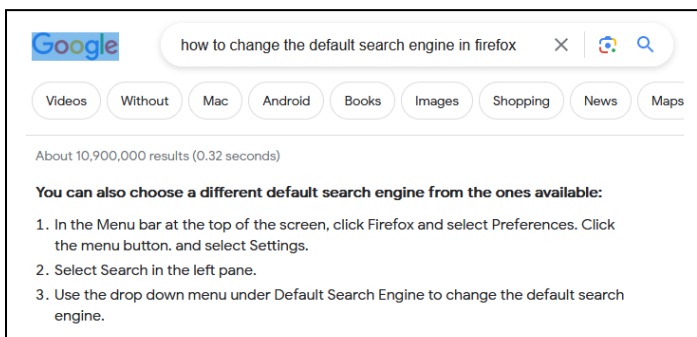 Google
how to change the default search engine in firefox
Videos Without Mac Android Books Images Shopping News Maps
About 10,900,000 results (0.32 seconds)
You can also choose a different default search engine from the ones available:
1. In the Menu bar at the top of the screen, click Firefox and select Preferences. Click
the menu button. and select Settings.
2. Select Search in the left pane.
3. Use the drop down menu under Default Search Engine to change the default search
engine.